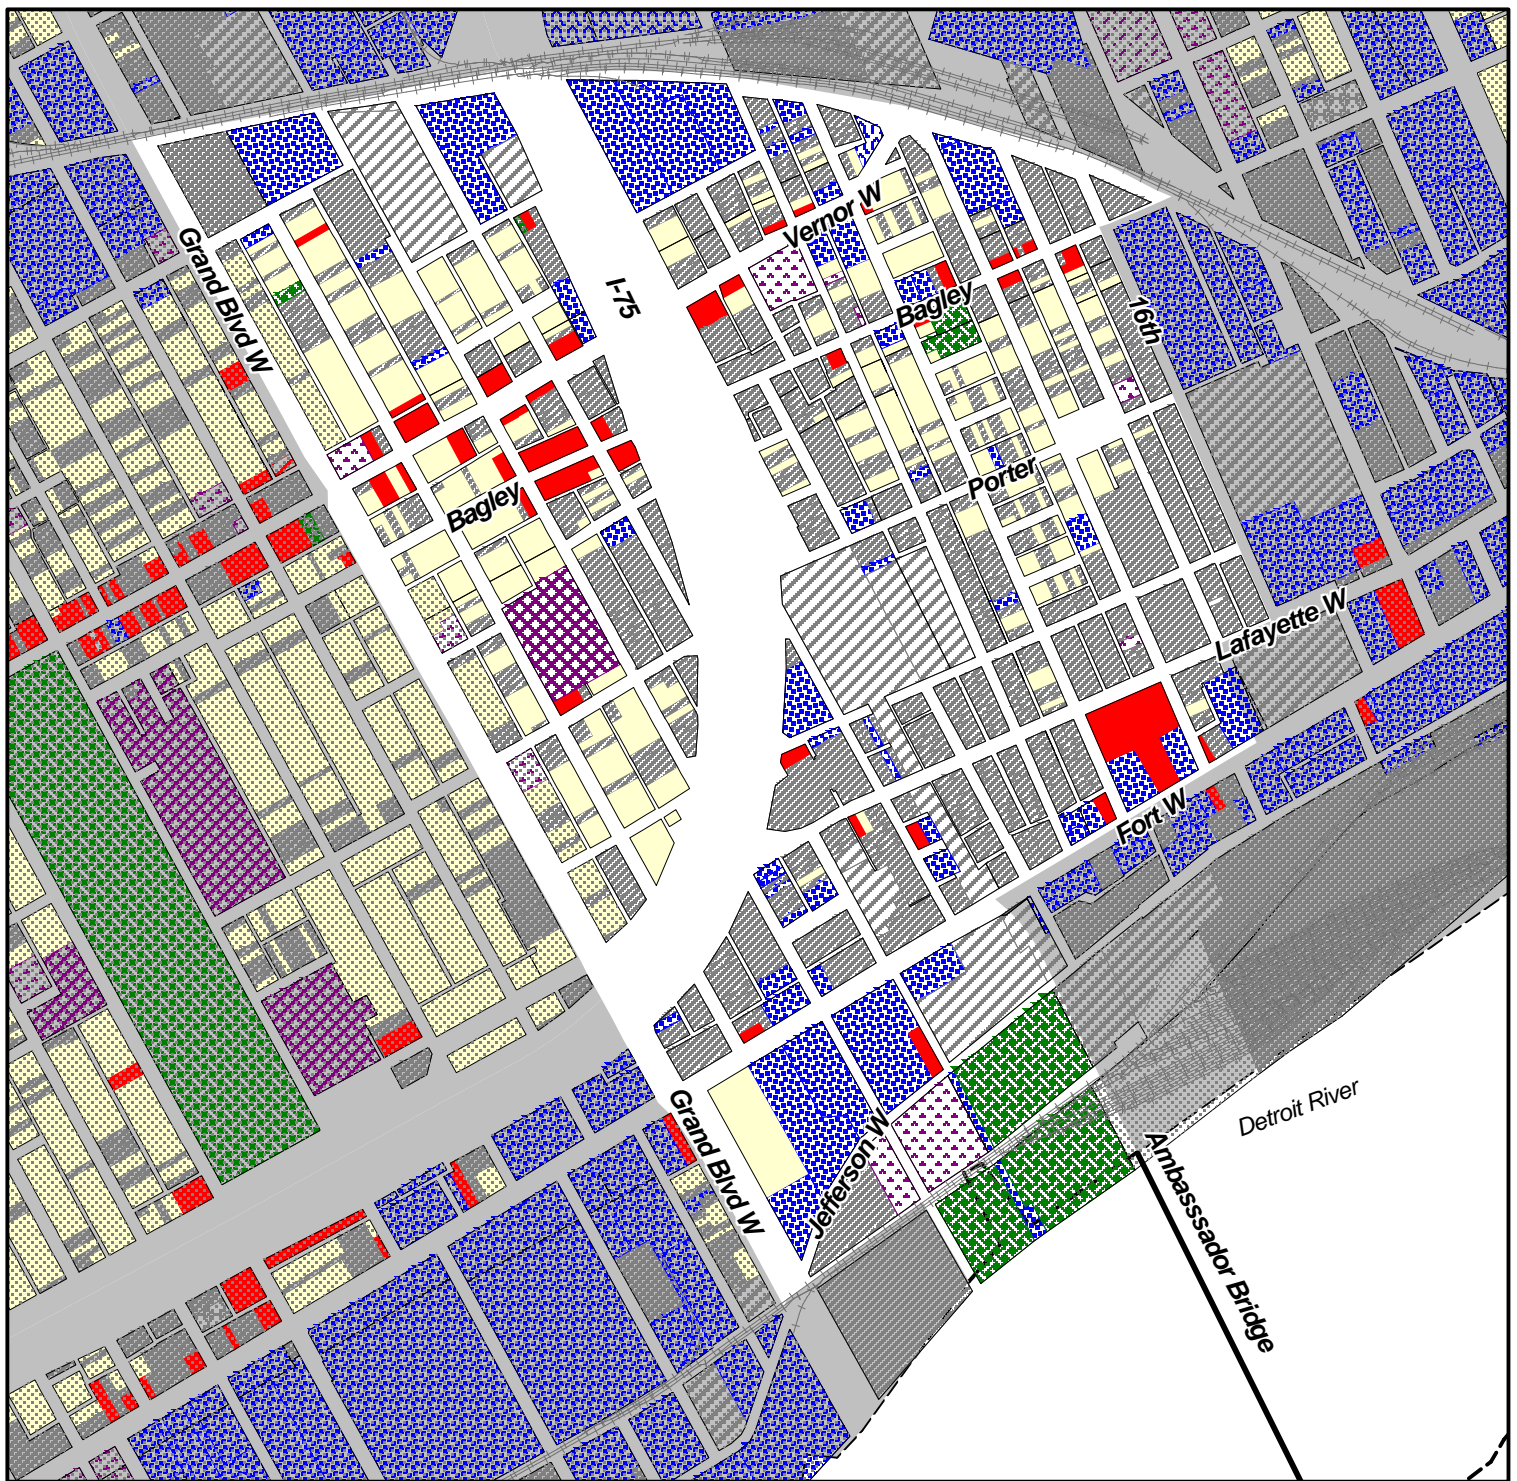 Vernor W
Grand Blvd W
I-75
Bagley
16th
Bagley
Porter
Lafayette W
Fort W
Detroit River
Grand Blvd W
Jefferson W
Ambasssador Bridge